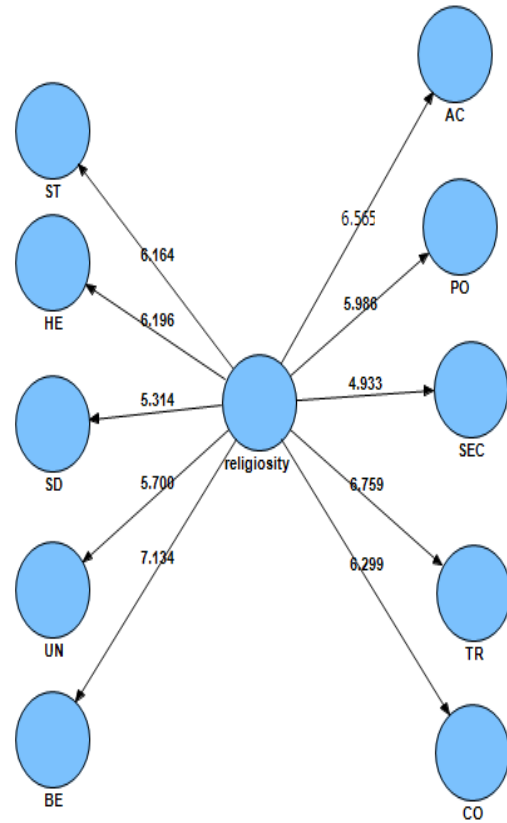 AC
ST
6.565
6.164
PO
HE
6.196
5.986
5.314
4.933
SD
religiosity
SEC
5.700
6.759
7.134
6.299
UN
TR
BE
CO